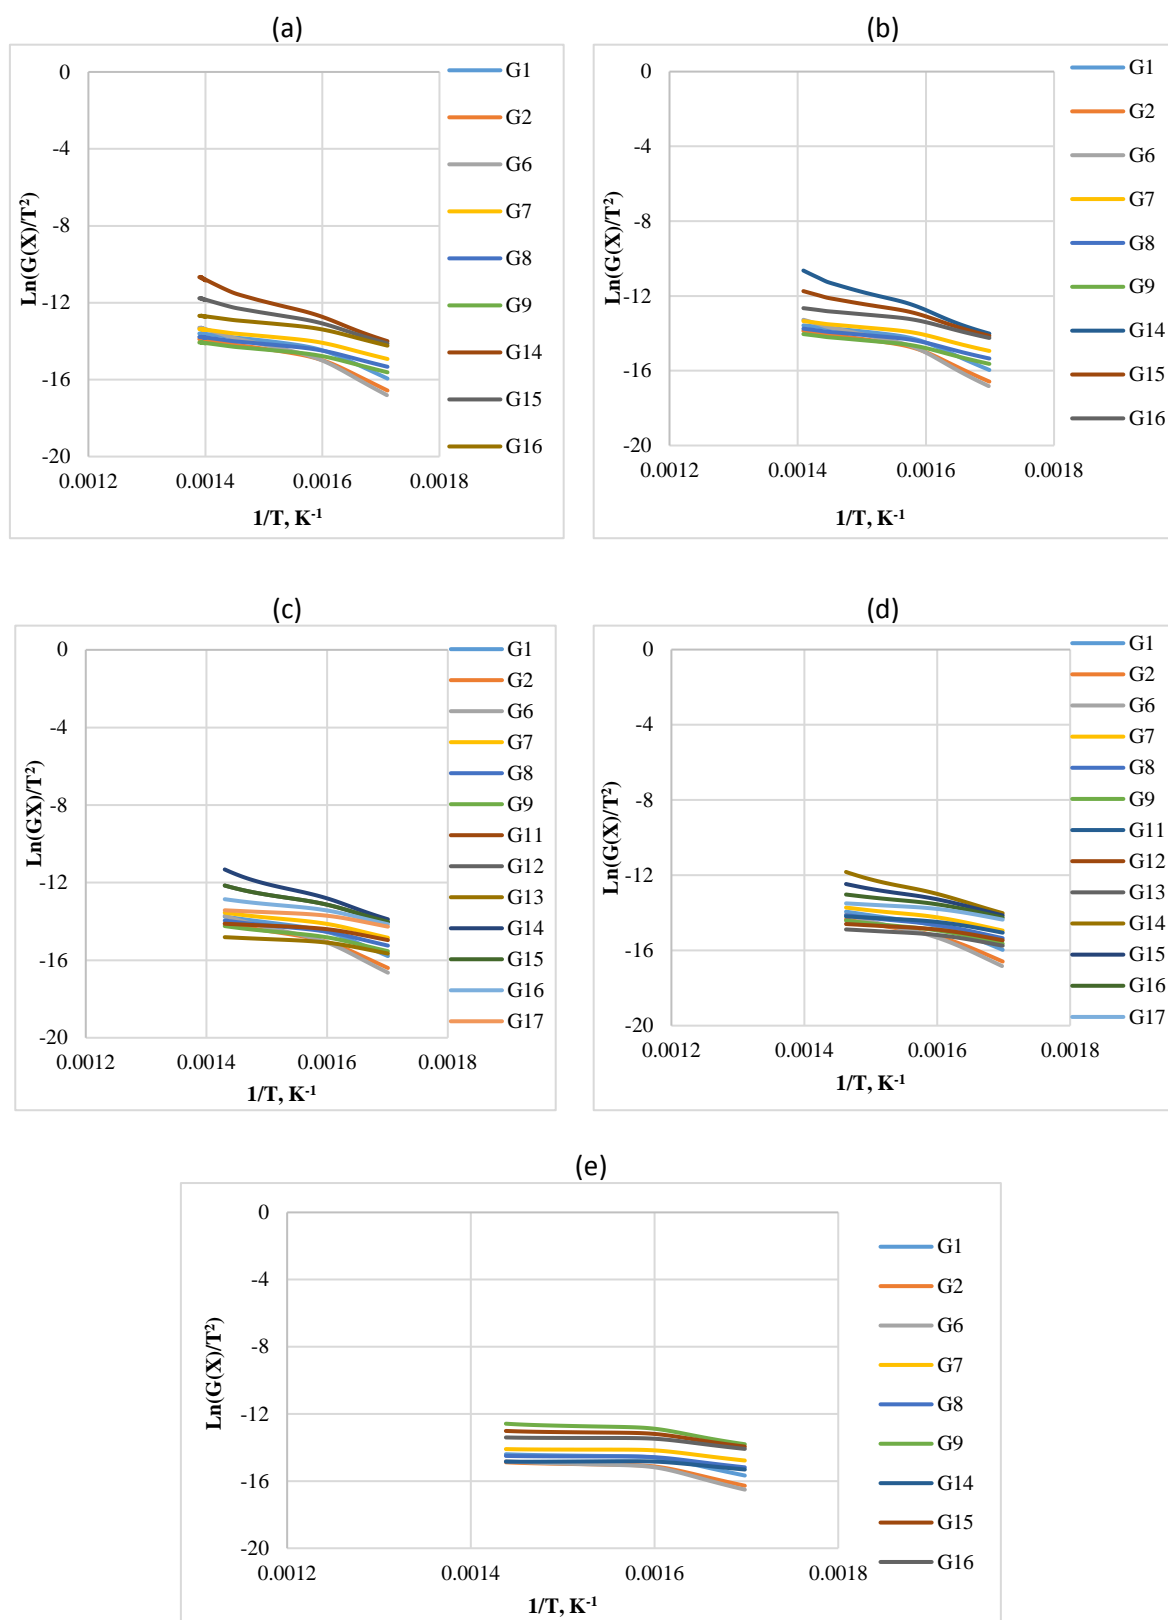 (a)
0
-4
-8
-12
-16
-20
Ln(G(X)/T²)
0.0012
0.0014
0.0016
0.0018
1/T, K⁻¹
G1
G2
G6
G7
G8
G9
G14
G15
G16
(b)
0
-4
-8
-12
-16
-20
Ln(G(X)/T²)
0.0012
0.0014
0.0016
0.0018
1/T, K⁻¹
G1
G2
G6
G7
G8
G9
G14
G15
G16
(c)
0
-4
-8
-12
-16
-20
Ln(GX)/T²)
0.0012
0.0014
0.0016
0.0018
1/T, K⁻¹
G1
G2
G6
G7
G8
G9
G11
G12
G13
G14
G15
G16
G17
(d)
0
-4
-8
-12
-16
-20
Ln(G(X)/T²)
0.0012
0.0014
0.0016
0.0018
1/T, K⁻¹
G1
G2
G6
G7
G8
G9
G11
G12
G13
G14
G15
G16
G17
(e)
0
-4
-8
-12
-16
-20
Ln(G(X)/T²)
0.0012
0.0014
0.0016
0.0018
1/T, K⁻¹
G1
G2
G6
G7
G8
G9
G14
G15
G16